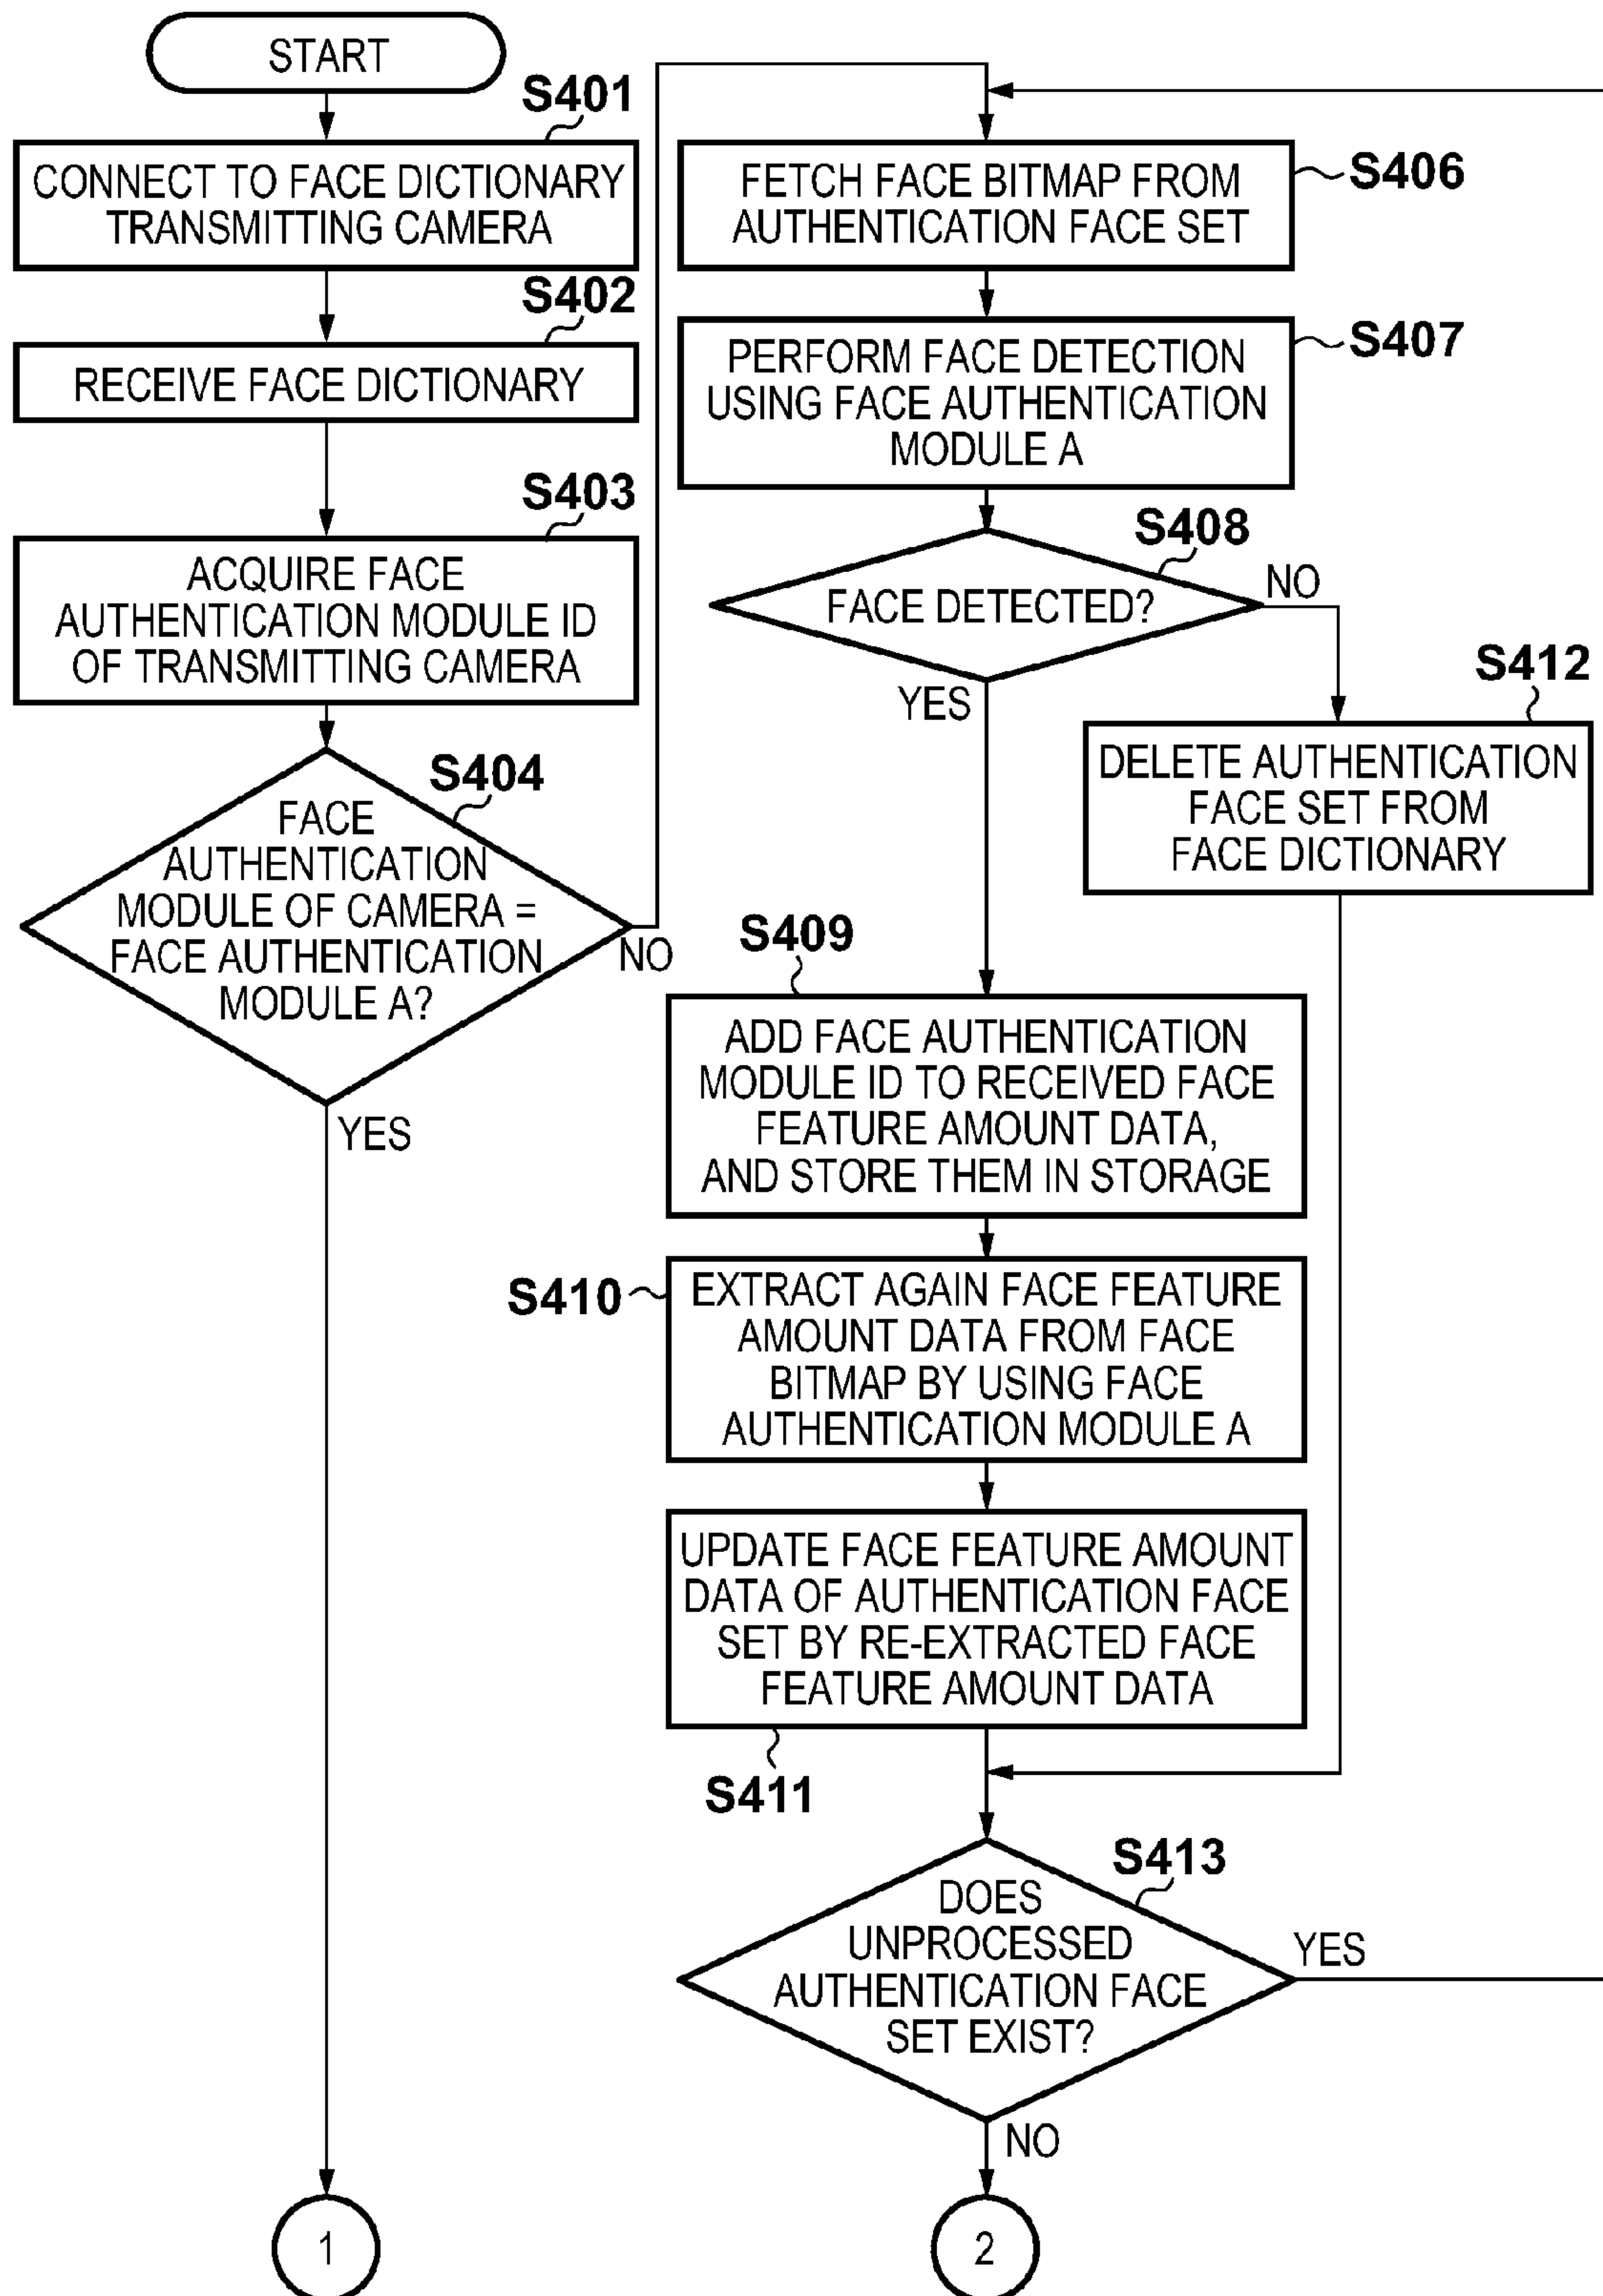 START
S401
CONNECT TO FACE DICTIONARY
TRANSMITTING CAMERA
S402
RECEIVE FACE DICTIONARY
S403
ACQUIRE FACE
AUTHENTICATION MODULE ID
OF TRANSMITTING CAMERA
S404
FACE
AUTHENTICATION
MODULE OF CAMERA =
FACE AUTHENTICATION
MODULE A?
NO
YES
1
S406
FETCH FACE BITMAP FROM
AUTHENTICATION FACE SET
S407
PERFORM FACE DETECTION
USING FACE AUTHENTICATION
MODULE A
S408
FACE DETECTED?
NO
YES
S412
DELETE AUTHENTICATION
FACE SET FROM
FACE DICTIONARY
S409
ADD FACE AUTHENTICATION
MODULE ID TO RECEIVED FACE
FEATURE AMOUNT DATA,
AND STORE THEM IN STORAGE
S410
EXTRACT AGAIN FACE FEATURE
AMOUNT DATA FROM FACE
BITMAP BY USING FACE
AUTHENTICATION MODULE A
UPDATE FACE FEATURE AMOUNT
DATA OF AUTHENTICATION FACE
SET BY RE-EXTRACTED FACE
FEATURE AMOUNT DATA
S411
S413
DOES
UNPROCESSED
AUTHENTICATION FACE
SET EXIST?
YES
NO
2